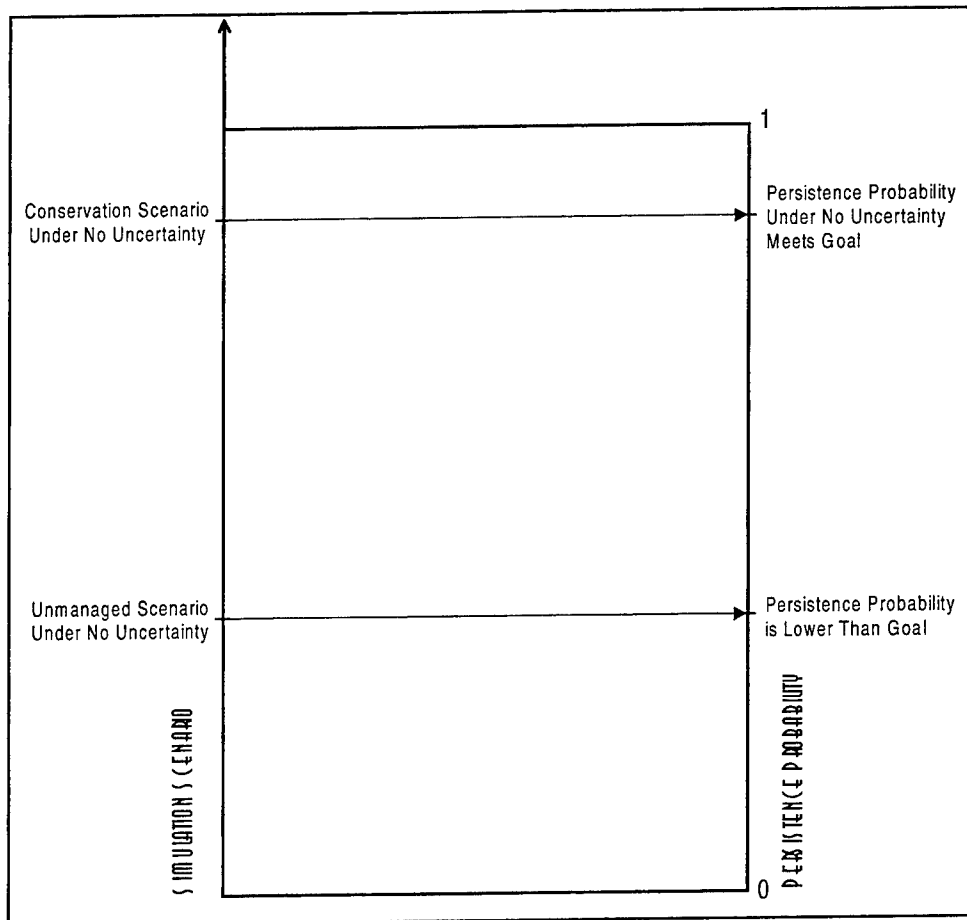 1
Conservation Scenario
Under No Uncertainty
Persistence Probability
Under No Uncertainty
Meets Goal
Unmanaged Scenario
Under No Uncertainty
Persistence Probability
is Lower Than Goal
SIMULATION SCENARIO
PERSISTENCE PROBABILITY
0